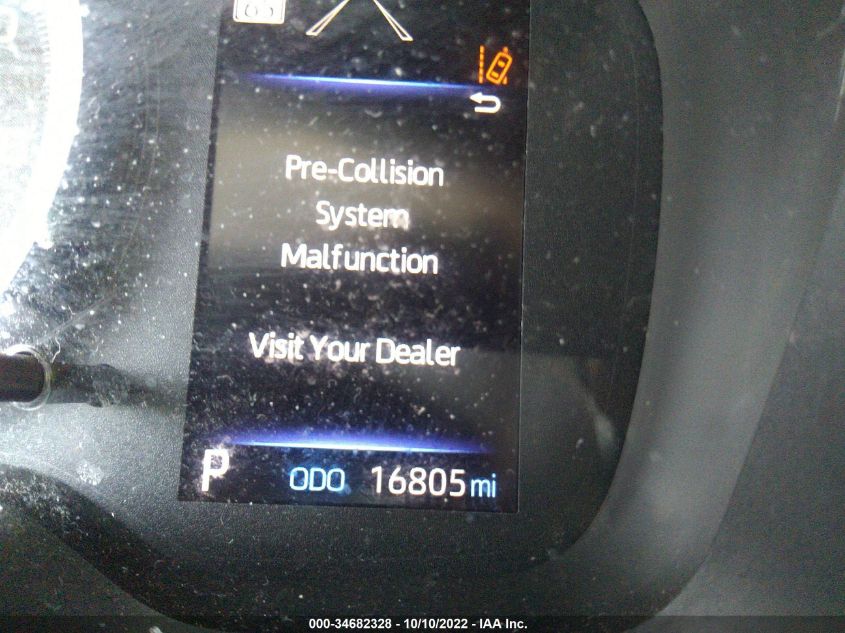 Pre-Collision
System
Malfunction
Visit Your Dealer
P ODO 16805 mi
000-34682328 - 10/10/2022 - IAA Inc.